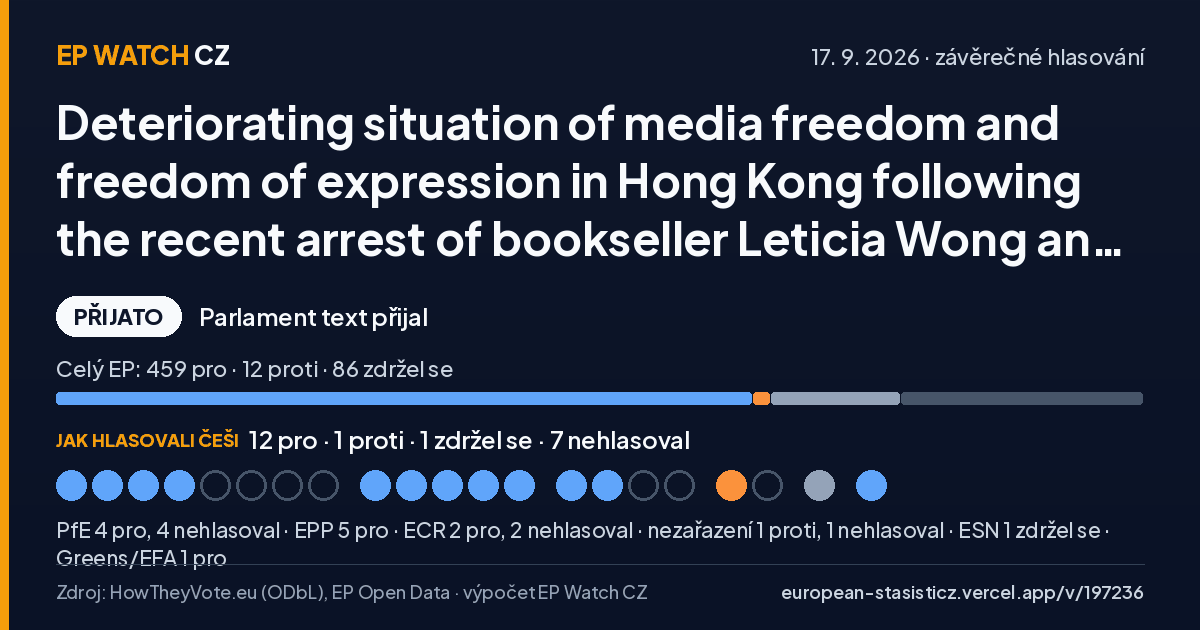 EP WATCH CZ
17. 9. 2026 · závěrečné hlasování
Deteriorating situation of media freedom and
freedom of expression in Hong Kong following
the recent arrest of bookseller Leticia Wong an…
PŘIJATO
Parlament text přijal
Celý EP: 459 pro · 12 proti · 86 zdržel se
JAK HLASOVALI ČEŠI 12 pro · 1 proti · 1 zdržel se · 7 nehlasoval
PfE 4 pro, 4 nehlasoval · EPP 5 pro · ECR 2 pro, 2 nehlasoval · nezařazení 1 proti, 1 nehlasoval · ESN 1 zdržel se ·
Greens/EFA 1 pro
Zdroj: HowTheyVote.eu (ODbL), EP Open Data · výpočet EP Watch CZ
european-stasisticz.vercel.app/v/197236